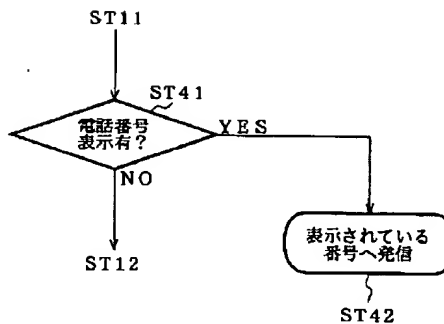 ST11
ST41
電話番号
表示有?
YES
NO
表示されている
番号へ発信
ST12
ST42